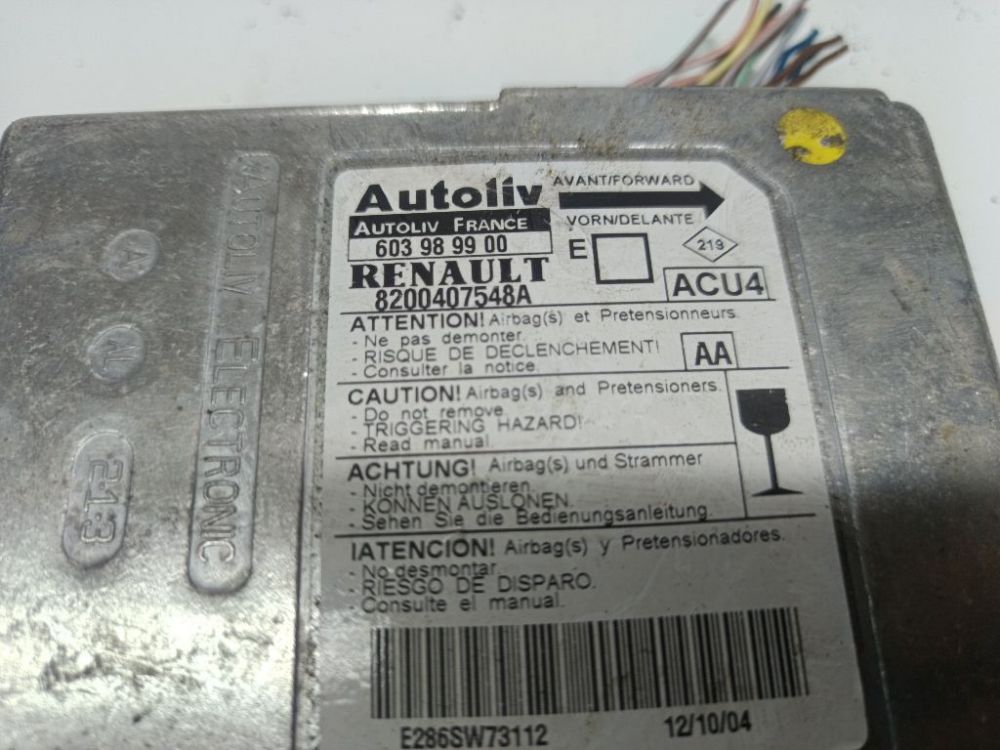 Autoliv
AUTOLIV FRANCE
603 98 99 00
RENAULT
8200407548A
AVANT/FORWARD
VORN/DELANTE
E
219
ACU4
ATTENTION! Airbag(s) et Pretensionneurs.
- Ne pas demonter.
- RISQUE DE DECLENCHEMENT!
- Consulter la notice.
AA
CAUTION! Airbag(s) and Pretensioners.
- Do not remove.
- TRIGGERING HAZARD!
- Read manual.
ACHTUNG! Airbag(s) und Strammer
- Nicht demontieren.
- KONNEN AUSLONEN.
- Sehen Sie die Bedienungsanleitung.
IATENCION! Airbag(s) y Pretensionadores.
- No desmontar.
- RIESGO DE DISPARO.
- Consulte el manual.
E286SW73112
12/10/04
AUTOLIV ELECTRONIC
A
N
213